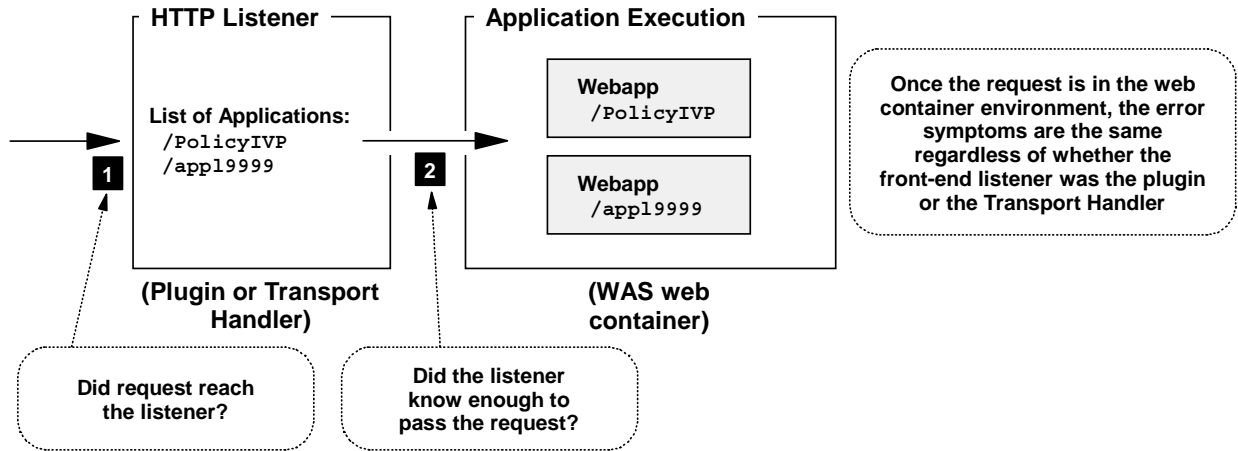 HTTP Listener
List of Applications:
/PolicyIVP
/appl9999
1
(Plugin or Transport
Handler)
Did request reach
the listener?
2
Did the listener
know enough to
pass the request?
Application Execution
Webapp
/PolicyIVP
Webapp
/appl9999
(WAS web
container)
Once the request is in the web
container environment, the error
symptoms are the same
regardless of whether the
front-end listener was the plugin
or the Transport Handler